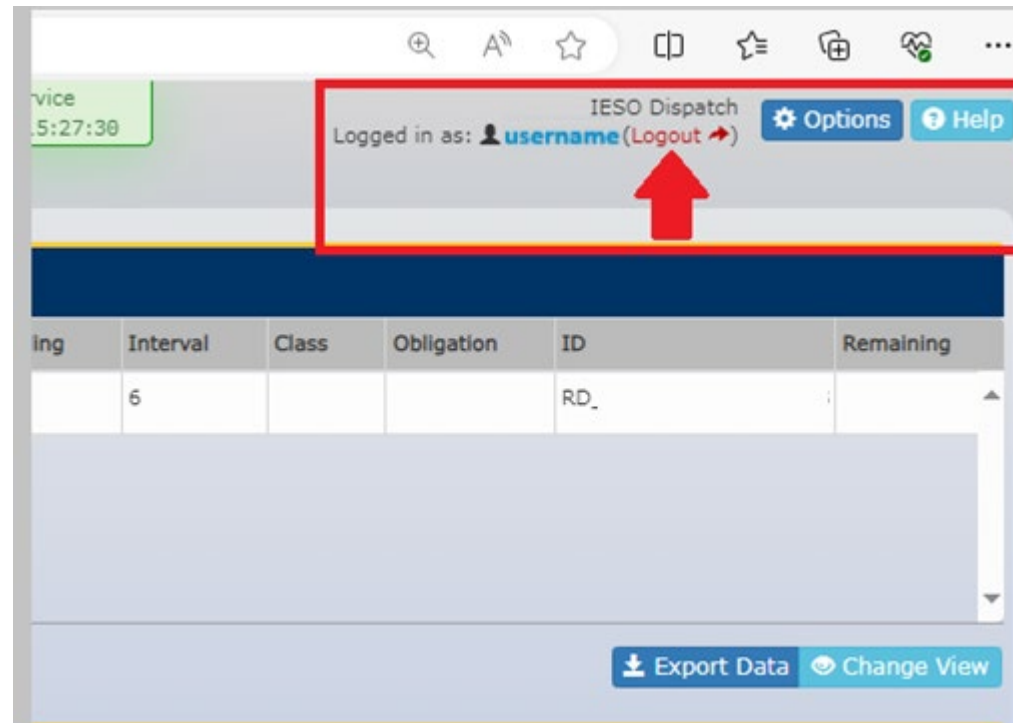 vice
5:27:30
IESO Dispatch
Logged in as: username (Logout)
Options
Help
ing Interval Class Obligation ID Remaining
6 RD_
Export Data Change View